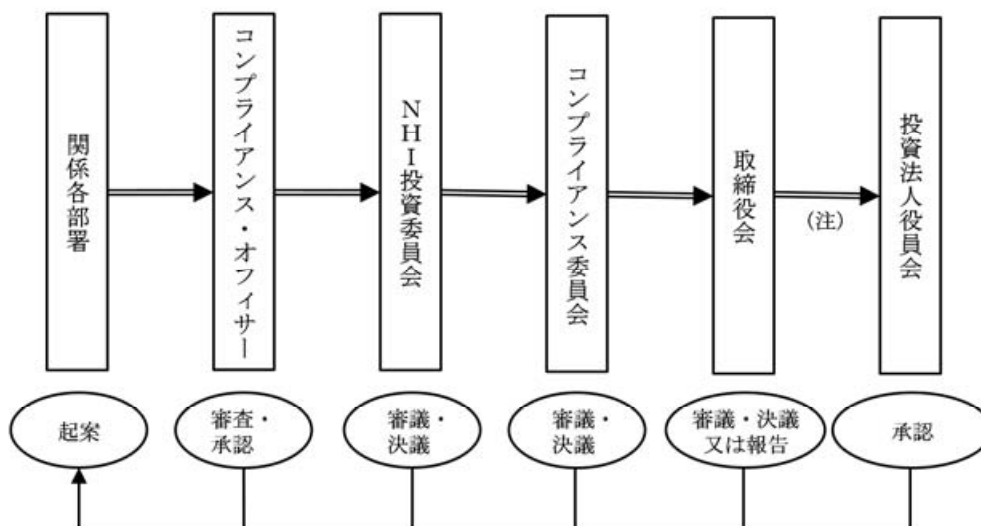 関係各部署
コンプライアンス・オフィサー
NHI投資委員会
コンプライアンス委員会
取締役会
(注)
投資法人役員会
起案
審査・
承認
審議・
決議
審議・
決議
審議・決議
又は報告
承認